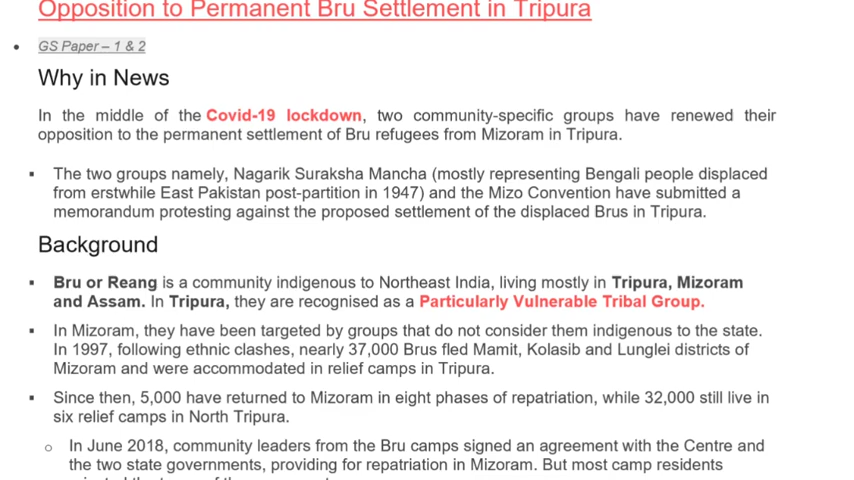 Opposition to Permanent Bru Settlement in Tripura
• GS Paper – 1 & 2
Why in News
In the middle of the Covid-19 lockdown, two community-specific groups have renewed their
opposition to the permanent settlement of Bru refugees from Mizoram in Tripura.
▪ The two groups namely, Nagarik Suraksha Mancha (mostly representing Bengali people displaced
from erstwhile East Pakistan post-partition in 1947) and the Mizo Convention have submitted a
memorandum protesting against the proposed settlement of the displaced Brus in Tripura.
Background
▪ Bru or Reang is a community indigenous to Northeast India, living mostly in Tripura, Mizoram
and Assam. In Tripura, they are recognised as a Particularly Vulnerable Tribal Group.
▪ In Mizoram, they have been targeted by groups that do not consider them indigenous to the state.
In 1997, following ethnic clashes, nearly 37,000 Brus fled Mamit, Kolasib and Lunglei districts of
Mizoram and were accommodated in relief camps in Tripura.
▪ Since then, 5,000 have returned to Mizoram in eight phases of repatriation, while 32,000 still live in
six relief camps in North Tripura.
o In June 2018, community leaders from the Bru camps signed an agreement with the Centre and
the two state governments, providing for repatriation in Mizoram. But most camp residents